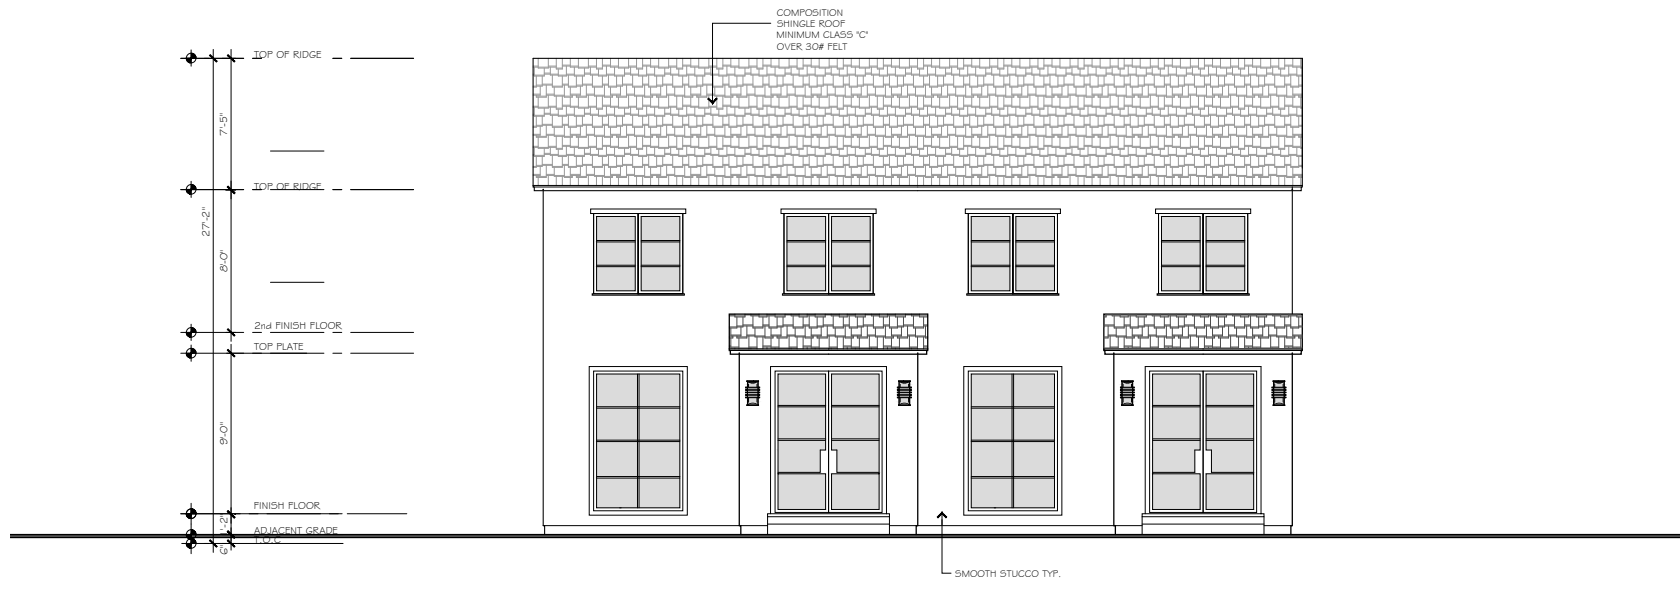 COMPOSITION
SHINGLE ROOF
MINIMUM CLASS "C"
OVER 30# FELT
TOP OF RIDGE
7'-5"
TOP OF RIDGE
27'-2"
8'-0"
2nd FINISH FLOOR
TOP PLATE
9'-0"
FINISH FLOOR
1'-2"
ADJACENT GRADE
T.O.C
6"
SMOOTH STUCCO TYP.